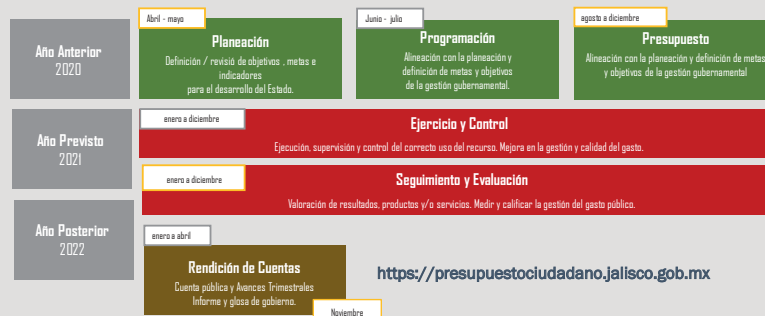 Abril - mayo
Junio - julio
agosto a diciembre
Año Anterior
2020
Planeación
Definición / revisió de objetivos , metas e
indicadores
para el desarrollo del Estado.
Programación
Alineación con la planeación y
definición de metas y objetivos
de la gestión gubernamental.
Presupuesto
Alineación con la planeación y definición de metas
y objetivos de la gestión gubernamental
Año Previsto
2021
enero a diciembre
Ejercicio y Control
Ejecución, supervisión y control del correcto uso del recurso. Mejora en la gestión y calidad del gasto.
enero a diciembre
Seguimiento y Evaluación
Valoración de resultados, productos y/o servicios. Medir y calificar la gestión del gasto público.
Año Posterior
2022
enero a abril
Rendición de Cuentas
Cuenta pública y Avances Trimestrales
Informe y glosa de gobierno.
Noviembre
https://presupuestociudadano.jalisco.gob.mx